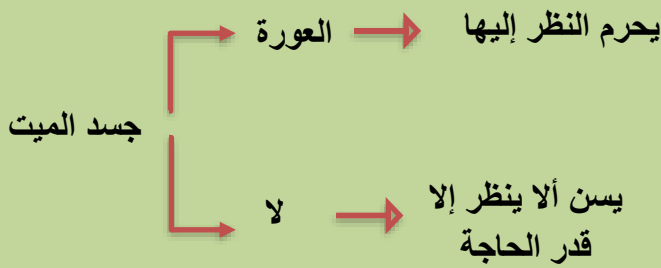 جسد الميت
العورة
يحرم النظر إليها
لا
يسن ألا ينظر إلا
قدر الحاجة